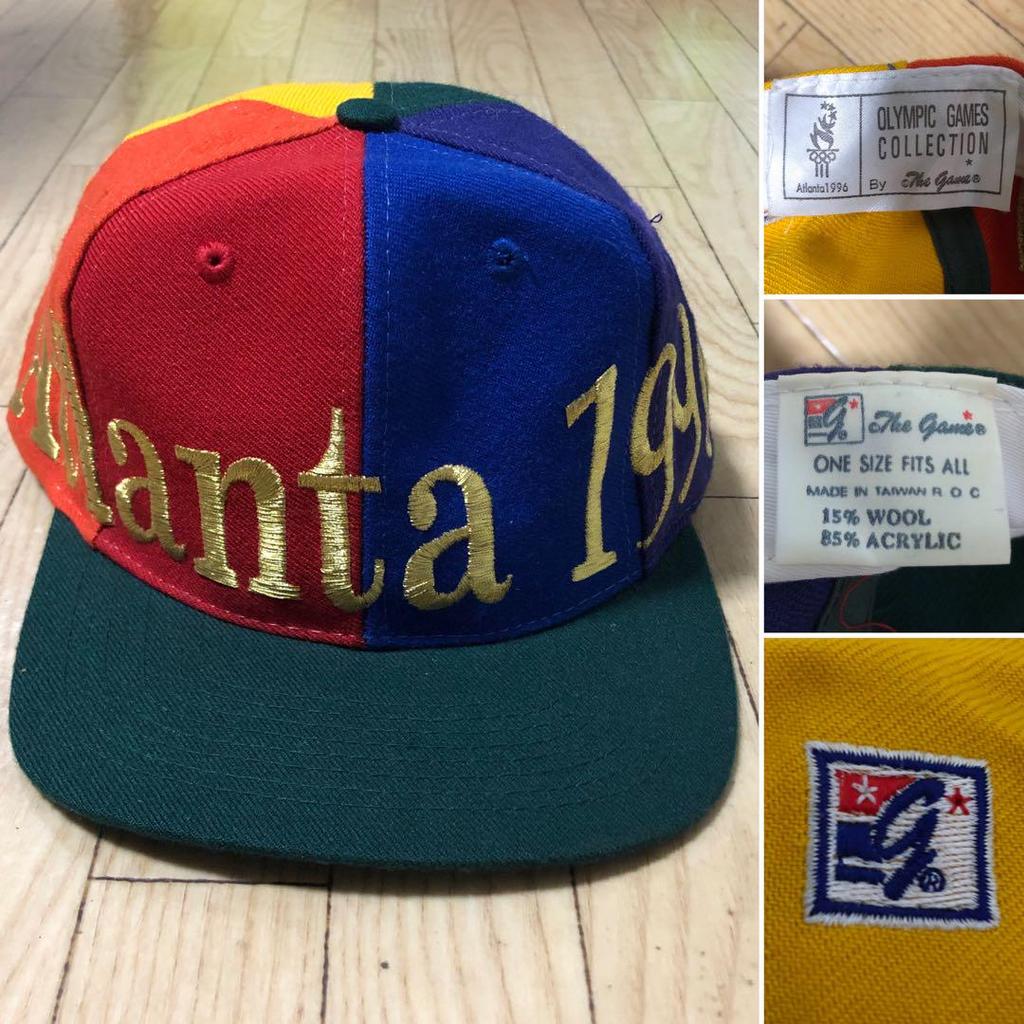 Atlanta 1996
Atlanta1996
OLYMPIC GAMES
COLLECTION
By The Game®
G The Game®
ONE SIZE FITS ALL
MADE IN TAIWAN R O C
15% WOOL
85% ACRYLIC
G®